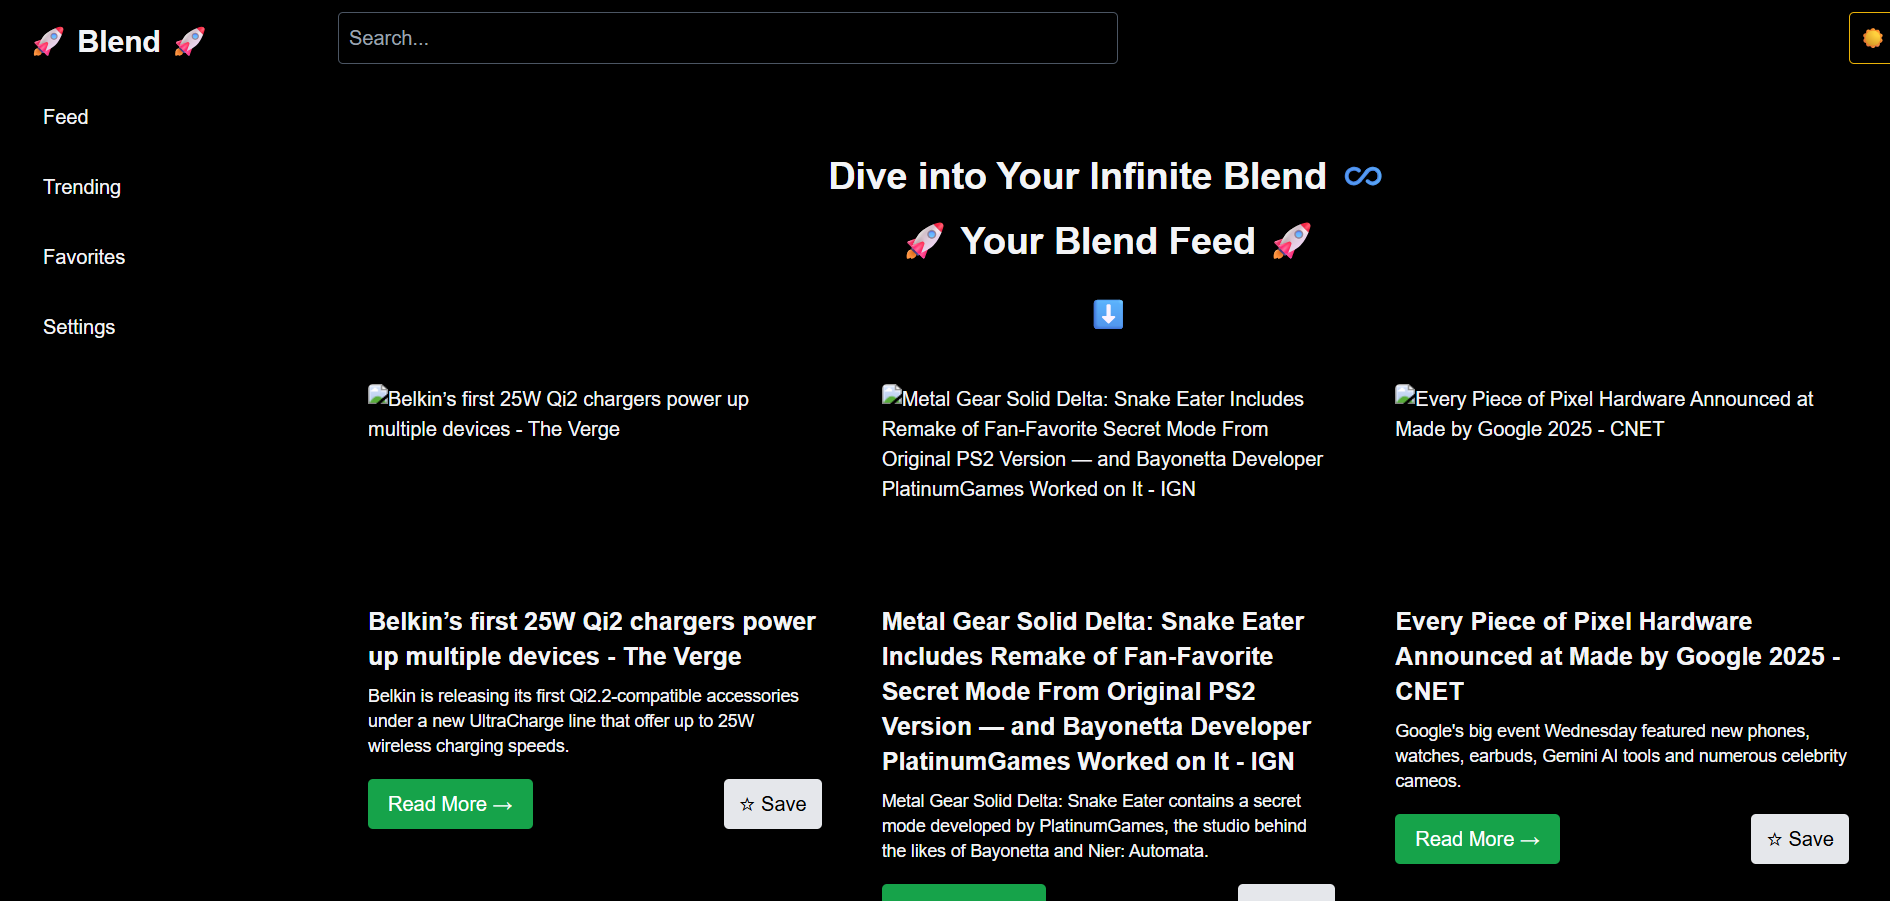 🚀 Blend 🚀
Search...
Feed
Trending
Favorites
Settings
Dive into Your Infinite Blend ∞
🚀 Your Blend Feed 🚀
Belkin’s first 25W Qi2 chargers power up
multiple devices - The Verge
Belkin’s first 25W Qi2 chargers power
up multiple devices - The Verge
Belkin is releasing its first Qi2.2-compatible accessories
under a new UltraCharge line that offer up to 25W
wireless charging speeds.
Read More →
☆ Save
Metal Gear Solid Delta: Snake Eater Includes
Remake of Fan-Favorite Secret Mode From
Original PS2 Version — and Bayonetta Developer
PlatinumGames Worked on It - IGN
Metal Gear Solid Delta: Snake Eater
Includes Remake of Fan-Favorite
Secret Mode From Original PS2
Version — and Bayonetta Developer
PlatinumGames Worked on It - IGN
Metal Gear Solid Delta: Snake Eater contains a secret
mode developed by PlatinumGames, the studio behind
the likes of Bayonetta and Nier: Automata.
Every Piece of Pixel Hardware Announced at
Made by Google 2025 - CNET
Every Piece of Pixel Hardware
Announced at Made by Google 2025 -
CNET
Google's big event Wednesday featured new phones,
watches, earbuds, Gemini AI tools and numerous celebrity
cameos.
Read More →
☆ Save